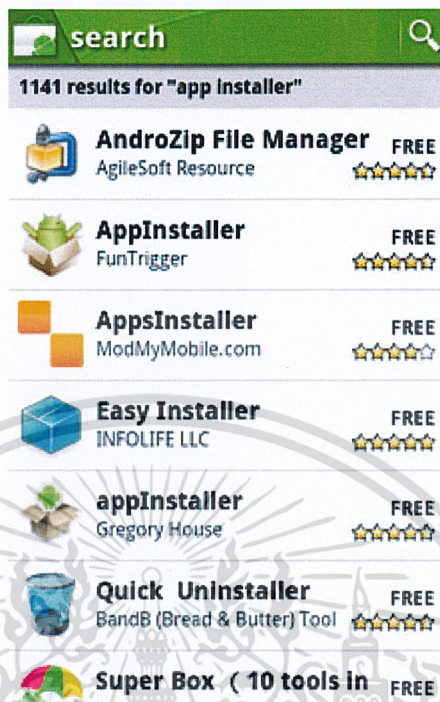 search
1141 results for "app installer"
AndroZip File Manager FREE
AgileSoft Resource
AppInstaller FREE
FunTrigger
AppsInstaller FREE
ModMyMobile.com
Easy Installer FREE
INFOLIFE LLC
appInstaller FREE
Gregory House
Quick Uninstaller FREE
BandB (Bread & Butter) Tool
Super Box ( 10 tools in FREE